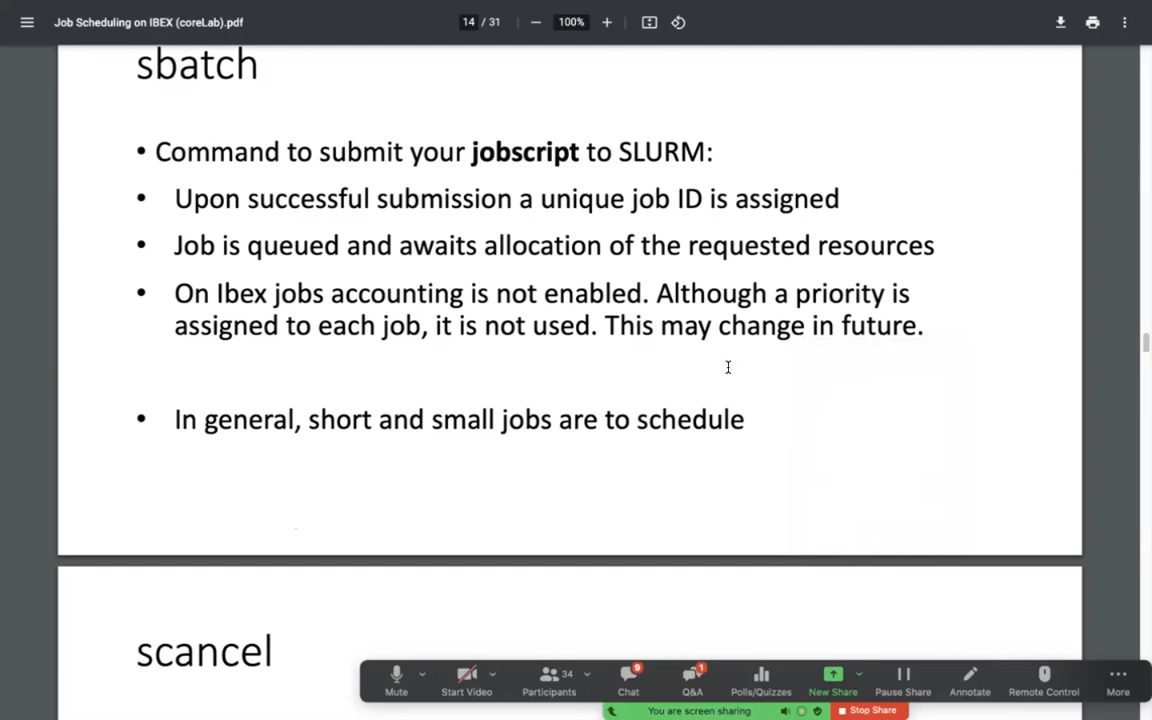 Job Scheduling on IBEX (coreLab).pdf
14 / 31
100%
sbatch
• Command to submit your jobscript to SLURM:
• Upon successful submission a unique job ID is assigned
• Job is queued and awaits allocation of the requested resources
• On Ibex jobs accounting is not enabled. Although a priority is
assigned to each job, it is not used. This may change in future.
• In general, short and small jobs are to schedule
scancel
34
9
1
Mute
Start Video
Participants
Chat
Q&A
Polls/Quizzes
New Share
Pause Share
Annotate
Remote Control
More
You are screen sharing
Stop Share